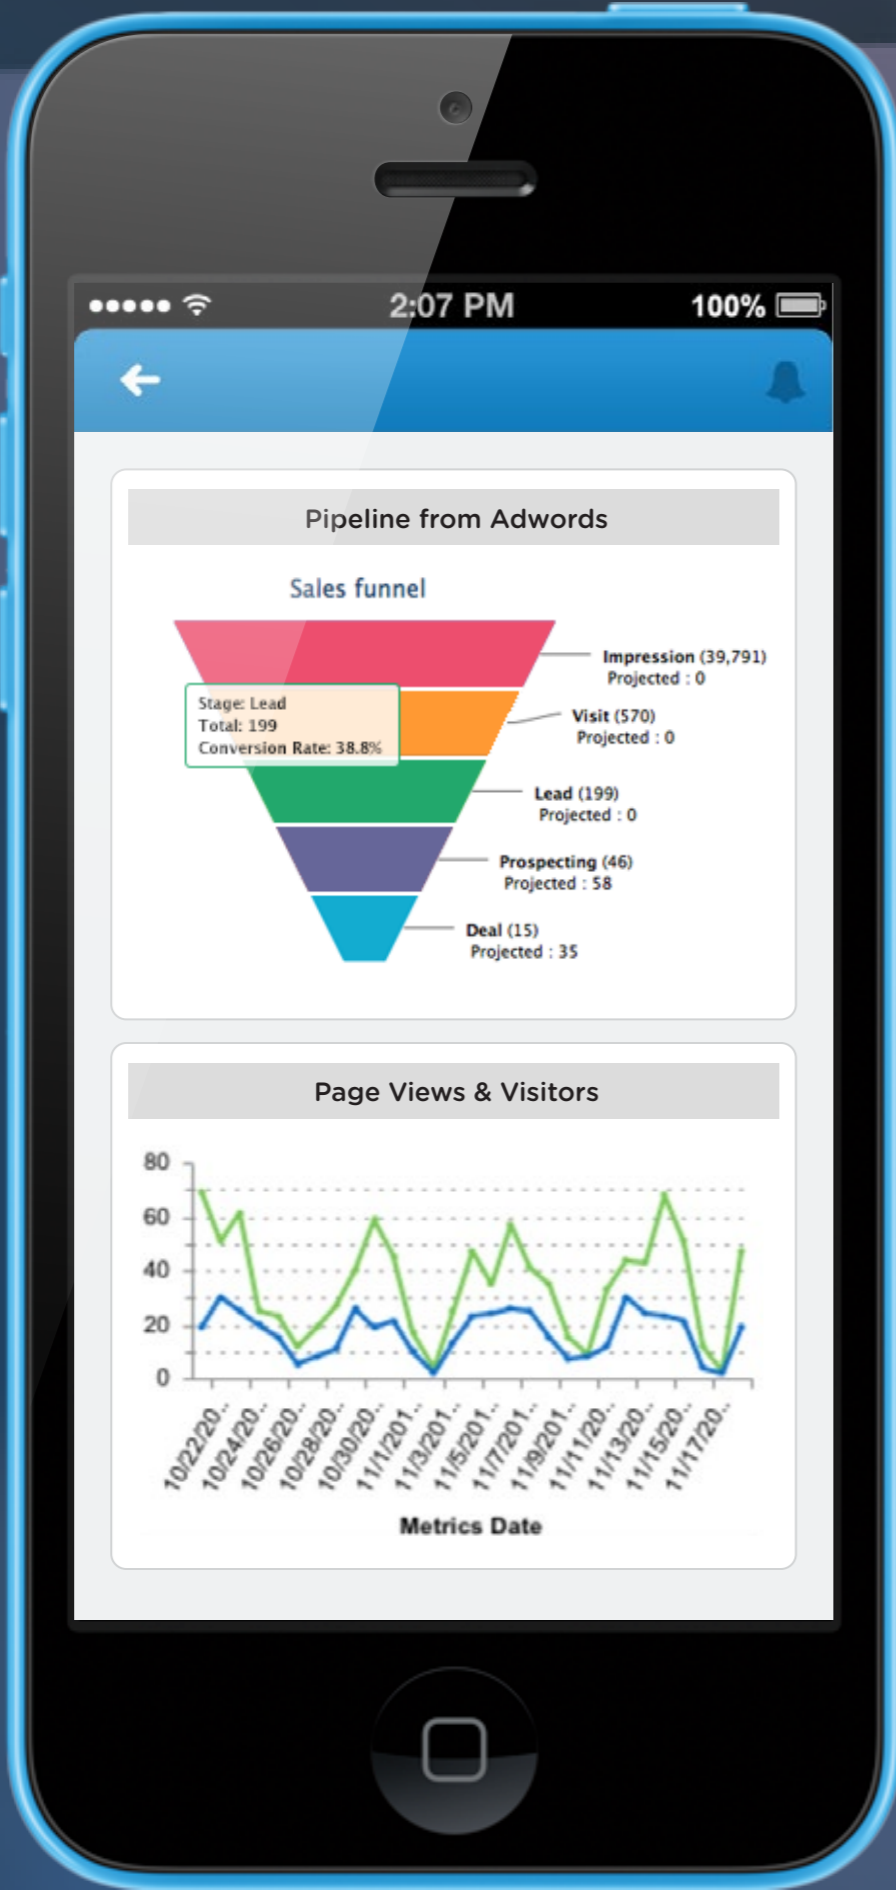 2:07 PM
100%
Pipeline from Adwords
Sales funnel
Impression (39,791)
Projected : 0
Stage: Lead
Total: 199
Conversion Rate: 38.8%
Visit (570)
Projected : 0
Lead (199)
Projected : 0
Prospecting (46)
Projected : 58
Deal (15)
Projected : 35
Page Views & Visitors
80
60
40
20
0
10/22/20..
10/24/20..
10/26/20..
10/28/20..
10/30/20..
11/1/201..
11/3/201..
11/5/201..
11/7/201..
11/9/201..
11/11/20..
11/13/20..
11/15/20..
11/17/20..
Metrics Date